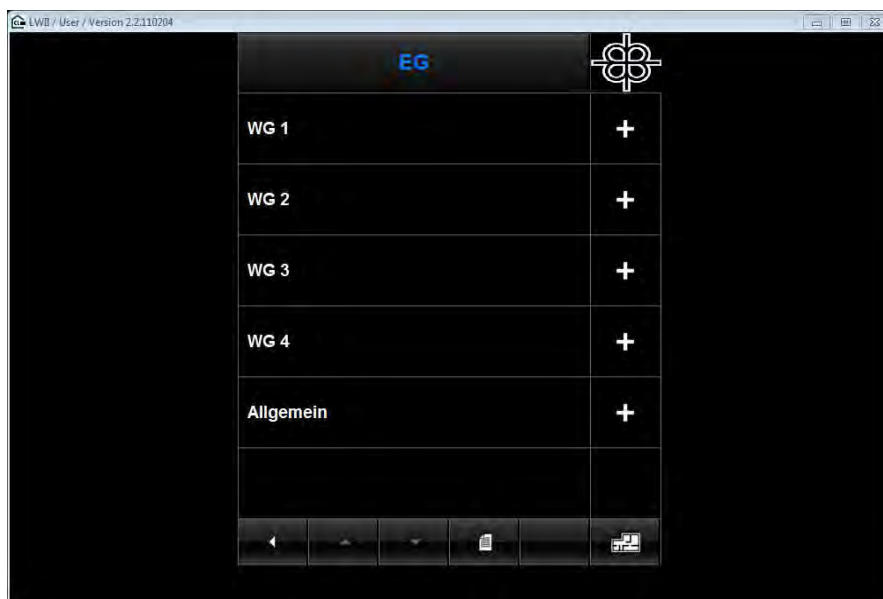 LWII / User / Version 2.2.110204
EG
WG 1
WG 2
WG 3
WG 4
Allgemein